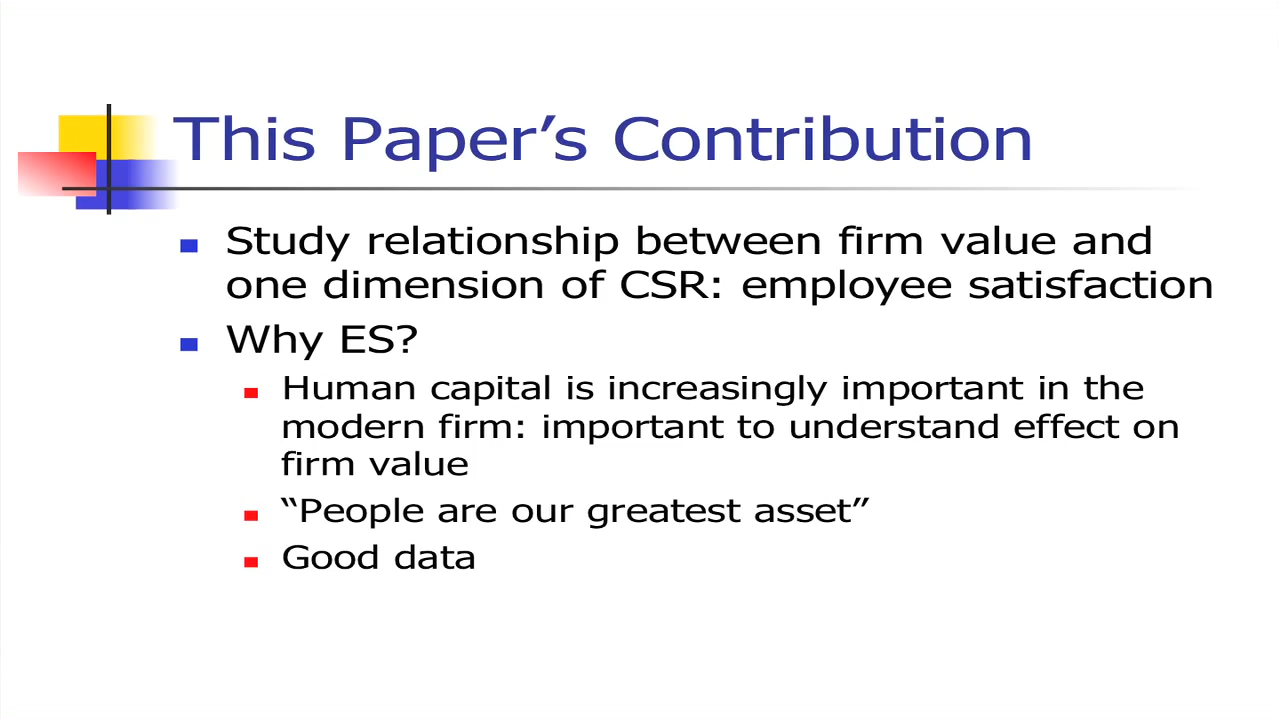 This Paper’s Contribution
Study relationship between firm value and
one dimension of CSR: employee satisfaction
Why ES?
Human capital is increasingly important in the
modern firm: important to understand effect on
firm value
“People are our greatest asset”
Good data